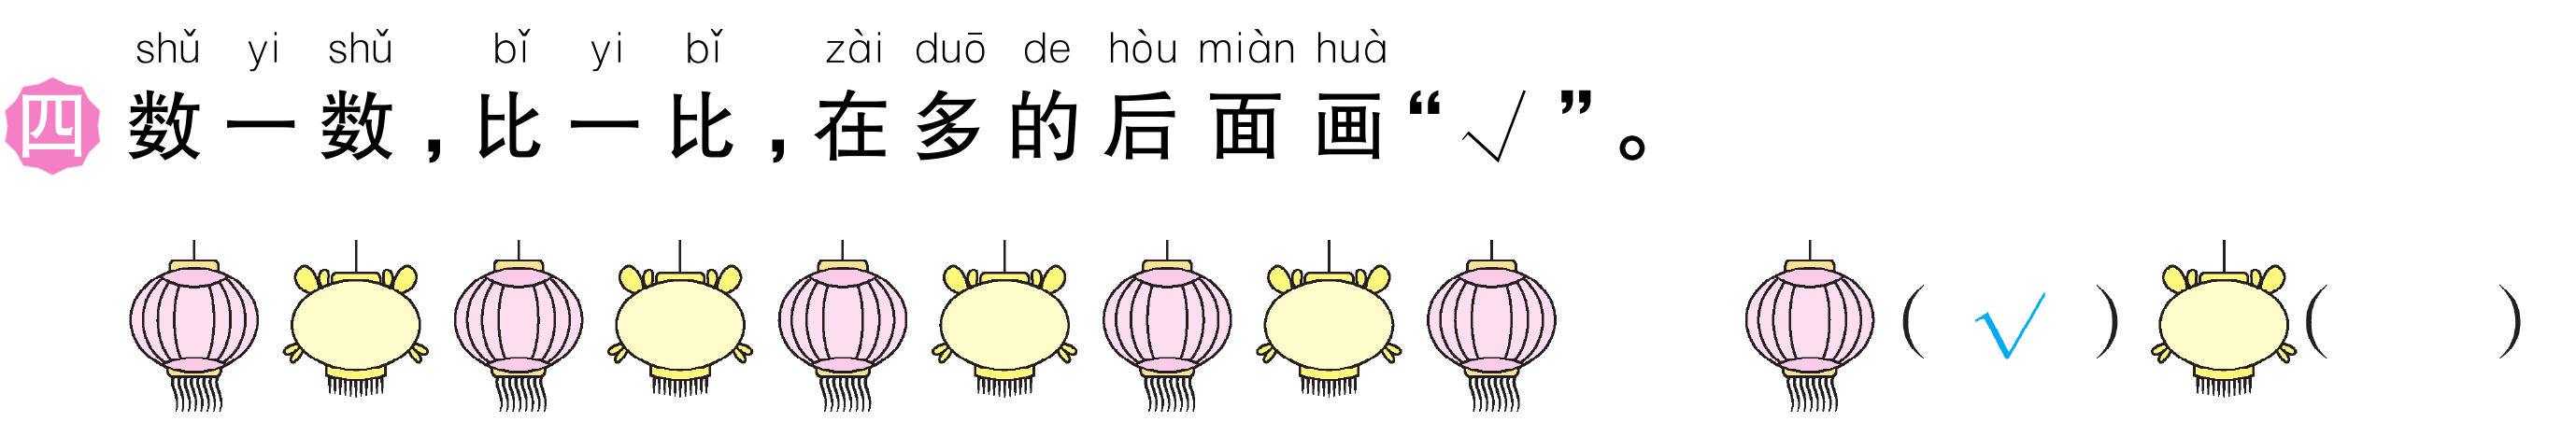 shǔ yi shǔ bǐ yi bǐ zài duō de hòu miàn huà
四 数一数，比一比，在多的后面画“√”。
（ √ ） （ ）